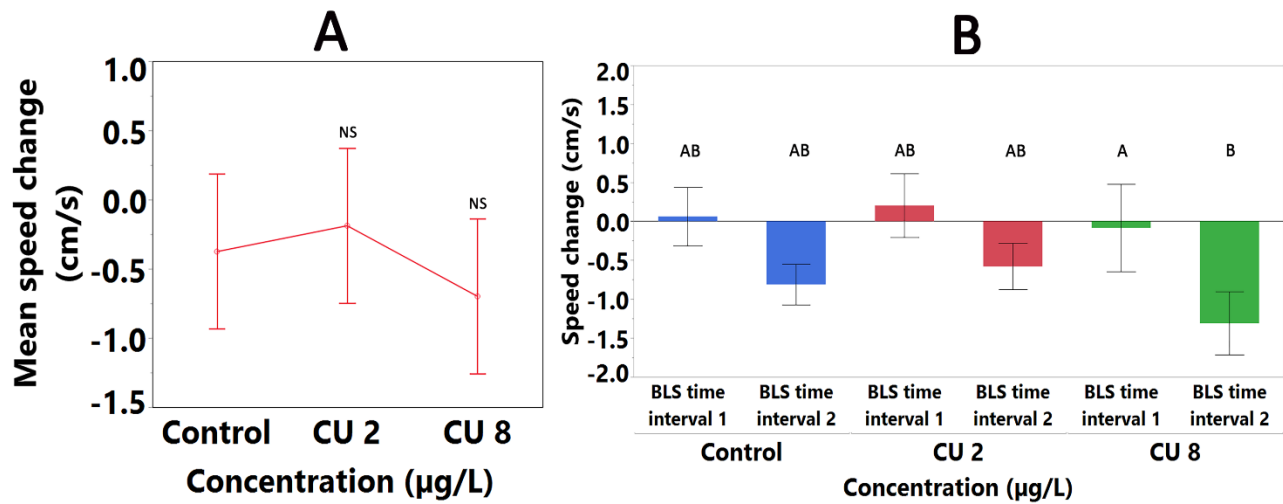 A
Mean speed change
(cm/s)
1.0
0.5
0.0
-0.5
-1.0
-1.5
NS
NS
Control CU 2 CU 8
Concentration (µg/L)
B
Speed change (cm/s)
2.0
1.5
1.0
0.5
0.0
-0.5
-1.0
-1.5
-2.0
AB AB AB AB A B
BLS time BLS time BLS time BLS time BLS time BLS time
interval 1 interval 2 interval 1 interval 2 interval 1 interval 2
Control CU 2 CU 8
Concentration (µg/L)